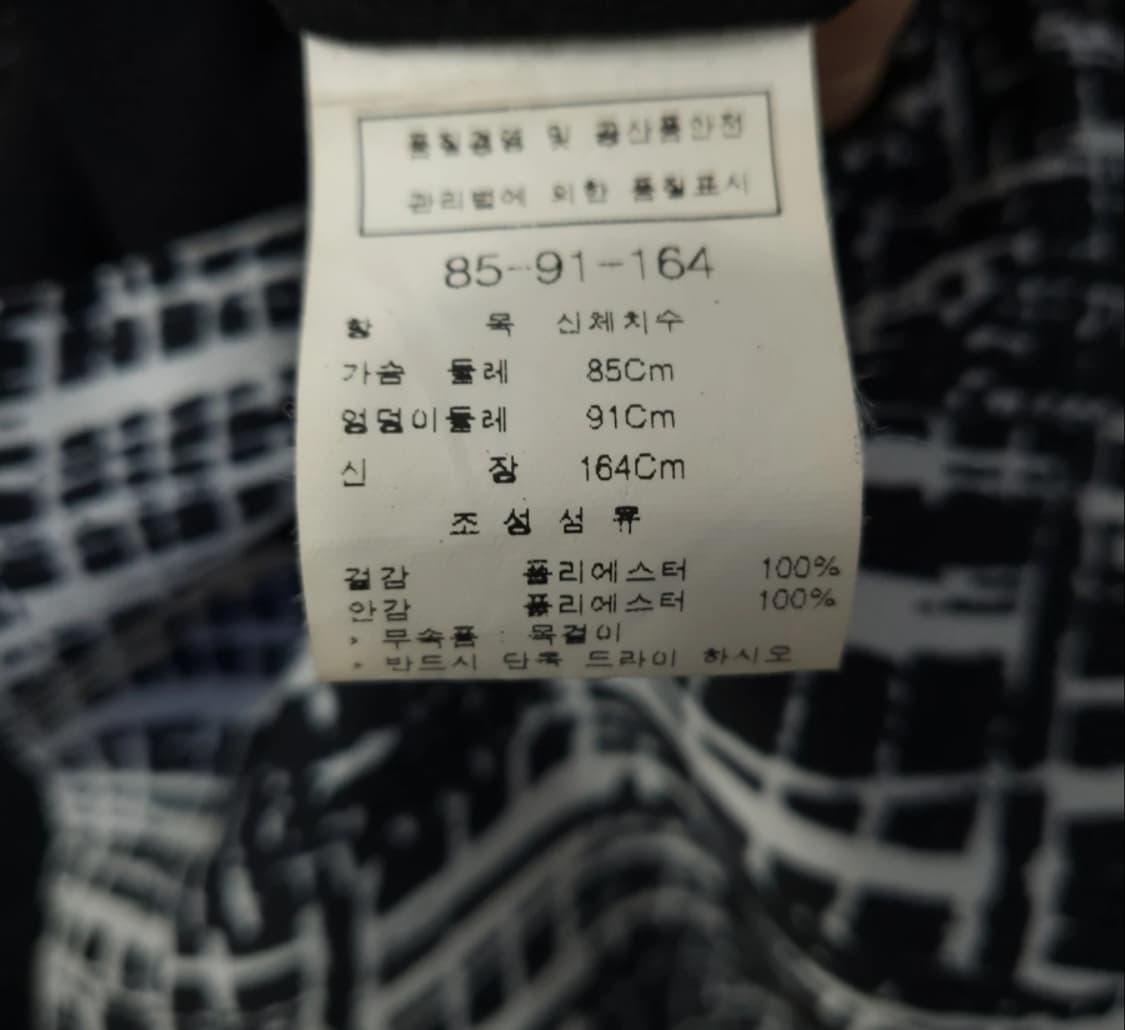 품질경영 및 공산품안전
관리법에 의한 품질표시
85-91-164
항 목 신체치수
가슴 둘레 85Cm
엉덩이둘레 91Cm
신 장 164Cm
조 성 섬 유
겉감 폴리에스터 100%
안감 폴리에스터 100%
* 부속품 : 목걸이
* 반드시 단독 드라이 하시오